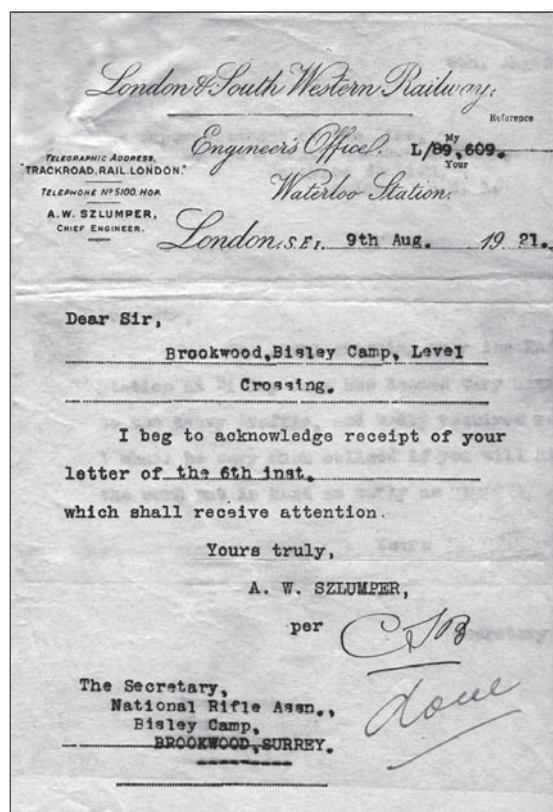 London & South Western Railway.
Reference
Engineer's Office.
My
L/89,609.
Your
TELEGRAPHIC ADDRESS,
"TRACKROAD, RAIL, LONDON."
TELEPHONE Nº 5100. HOP.
A.W. SZLUMPER,
CHIEF ENGINEER.
Waterloo Station.
London, S.E.1. 9th Aug. 1921.
Dear Sir,
Brookwood,Bisley Camp, Level
Crossing.
I beg to acknowledge receipt of your
letter of the 6th inst.
which shall receive attention.
Yours truly,
A. W. SZLUMPER,
per
The Secretary,
National Rifle Assn.,
Bisley Camp,
BROOKWOOD,SURREY.